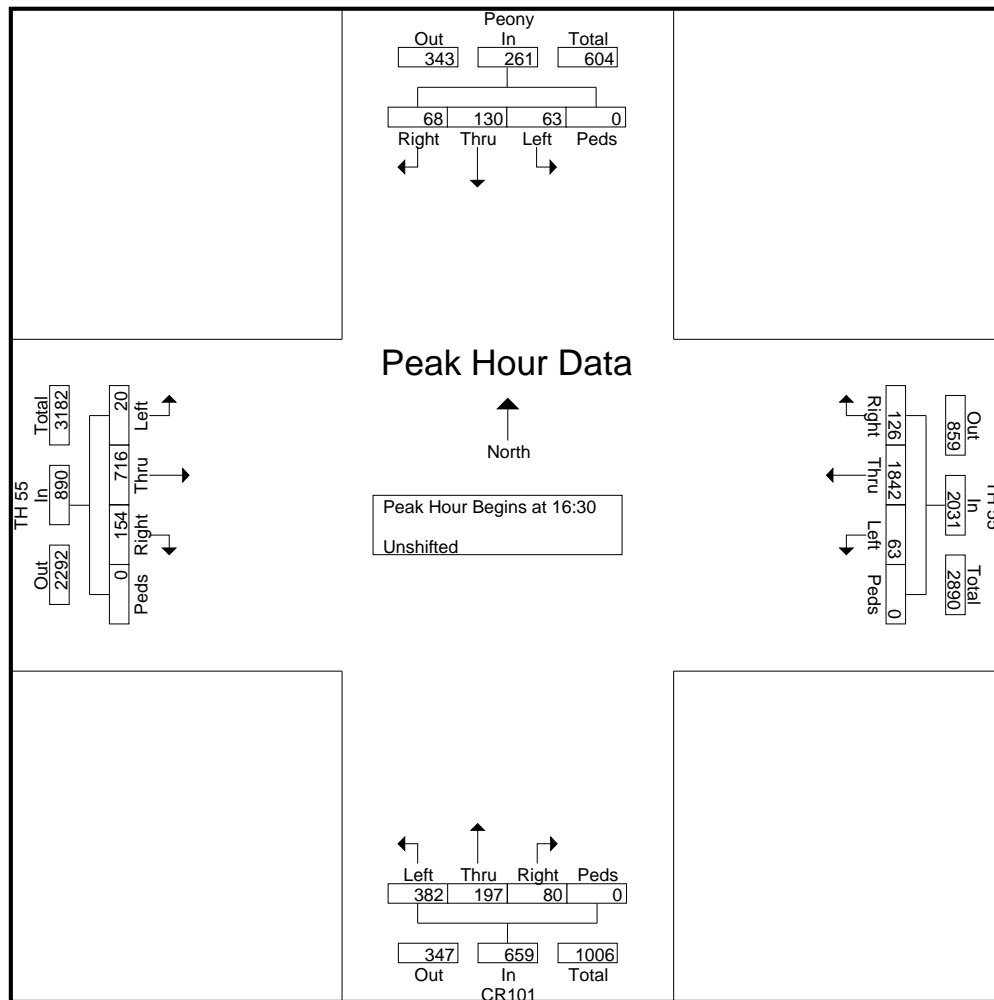 Peony
Out In Total
343 261 604
68 130 63 0
Right Thru Left Peds
Peak Hour Data
North
Peak Hour Begins at 16:30
Unshifted
TH 55
Total In Out
3182 890 2292
20 716 154 0
Left Thru Right Peds
Out In Total
859 2031 2890
126 1842 63 0
Right Thru Left Peds
Left Thru Right Peds
382 197 80 0
347 659 1006
Out In Total
CR101